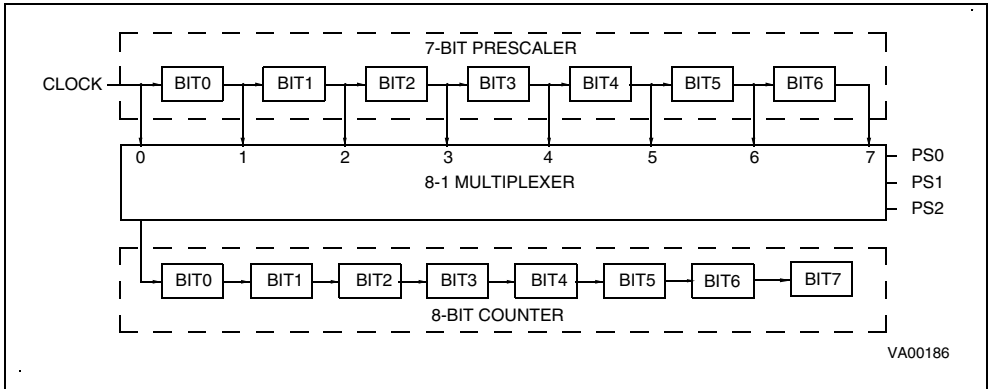 7-BIT PRESCALER
CLOCK BIT0 BIT1 BIT2 BIT3 BIT4 BIT5 BIT6
0 1 2 3 4 5 6 7 PS0
8-1 MULTIPLEXER PS1
PS2
BIT0 BIT1 BIT2 BIT3 BIT4 BIT5 BIT6 BIT7
8-BIT COUNTER
VA00186